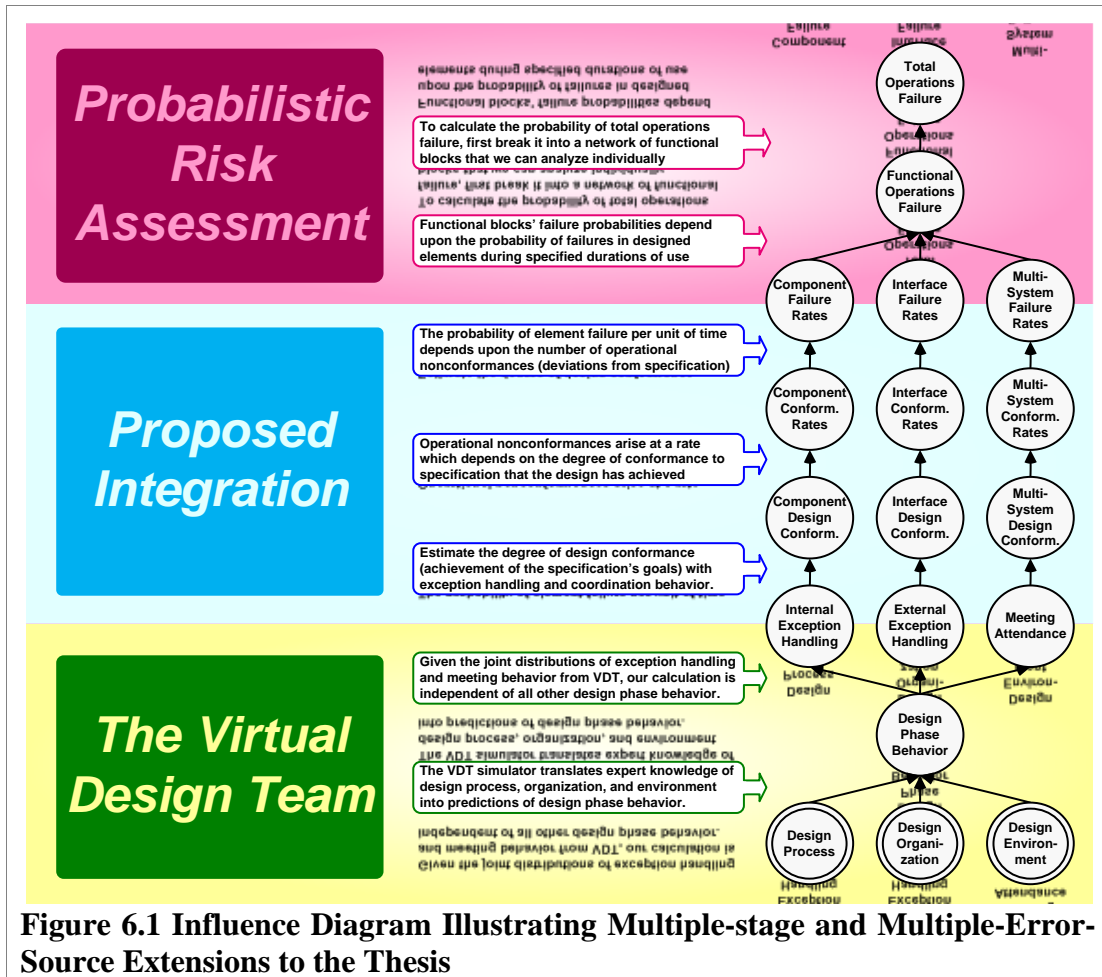 Probabilistic
Risk
Assessment
To calculate the probability of total operations
failure, first break it into a network of functional
blocks that we can analyze individually
Functional blocks' failure probabilities depend
upon the probability of failures in designed
elements during specified durations of use
Total
Operations
Failure
Functional
Operations
Failure
Component
Failure
Rates
Interface
Failure
Rates
Multi-
System
Failure
Rates
Proposed
Integration
The probability of element failure per unit of time
depends upon the number of operational
nonconformances (deviations from specification)
Operational nonconformances arise at a rate
which depends on the degree of conformance to
specification that the design has achieved
Estimate the degree of design conformance
(achievement of the specification's goals) with
exception handling and coordination behavior.
Component
Conform.
Rates
Interface
Conform.
Rates
Multi-
System
Conform.
Rates
Component
Design
Conform.
Interface
Design
Conform.
Multi-
System
Design
Conform.
Internal
Exception
Handling
External
Exception
Handling
Meeting
Attendance
The Virtual
Design Team
Given the joint distributions of exception handling
and meeting behavior from VDT, our calculation is
independent of all other design phase behavior.
The VDT simulator translates expert knowledge of
design process, organization, and environment
into predictions of design phase behavior.
Design
Phase
Behavior
Design
Process
Design
Organi-
zation
Design
Environ-
ment
Figure 6.1 Influence Diagram Illustrating Multiple-stage and Multiple-Error-
Source Extensions to the Thesis